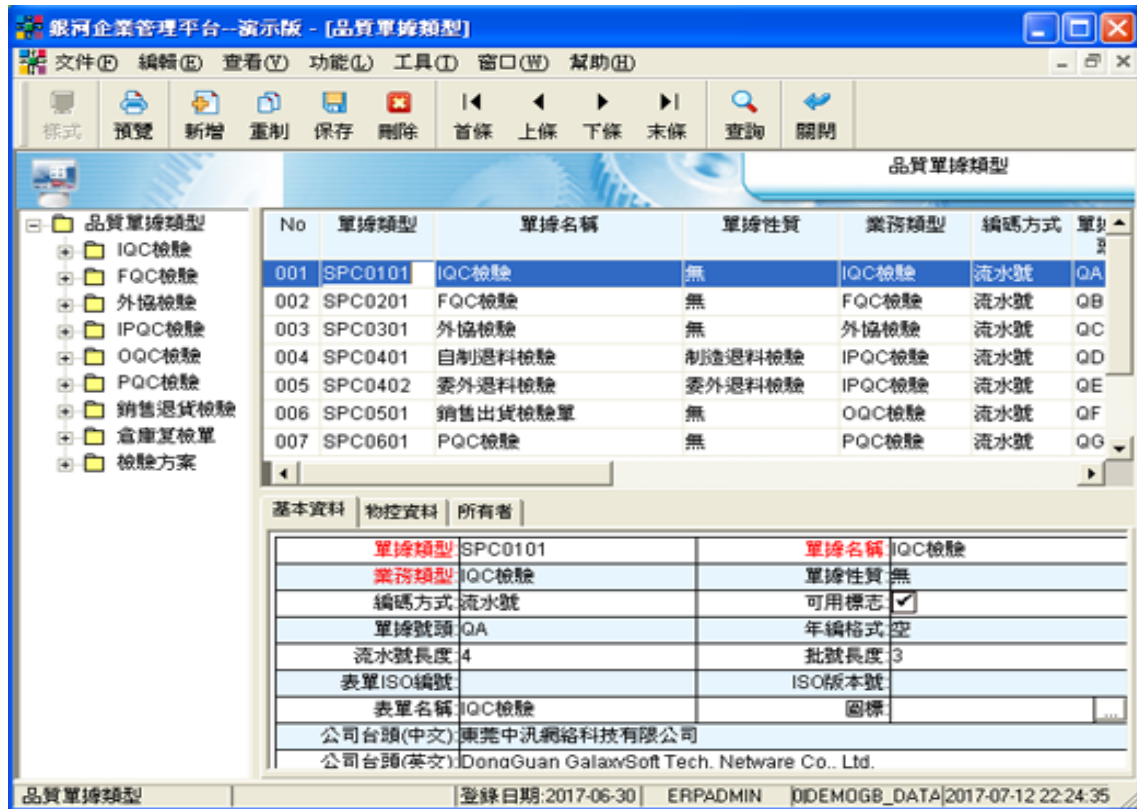 銀河企業管理平台--演示版 - [品質單據類型]
文件(F) 編輯(E) 查看(V) 功能(L) 工具(T) 窗口(W) 幫助(H)
樣式 預覽 新增 重制 保存 刪除 首條 上條 下條 末條 查詢 關閉
品質單據類型
品質單據類型
IQC檢驗
FQC檢驗
外協檢驗
IPQC檢驗
OQC檢驗
PQC檢驗
銷售退貨檢驗
倉庫复檢單
檢驗方案
No 單據類型 單據名稱 單據性質 業務類型 編碼方式 單據
001 SPC0101 IQC檢驗 無 IQC檢驗 流水號 QA
002 SPC0201 FQC檢驗 無 FQC檢驗 流水號 QB
003 SPC0301 外協檢驗 無 外協檢驗 流水號 QC
004 SPC0401 自制退料檢驗 制造退料檢驗 IPQC檢驗 流水號 QD
005 SPC0402 委外退料檢驗 委外退料檢驗 IPQC檢驗 流水號 QE
006 SPC0501 銷售出貨檢驗單 無 OQC檢驗 流水號 QF
007 SPC0601 PQC檢驗 無 PQC檢驗 流水號 QG
基本資料 物控資料 所有者
單據類型:SPC0101 單據名稱:IQC檢驗
業務類型:IQC檢驗 單據性質:無
編碼方式:流水號 可用標志:
單據號頭:QA 年編格式:空
流水號長度:4 批號長度:3
表單ISO編號: ISO版本號:
表單名稱:IQC檢驗 圖標: ...
公司台頭(中文):東莞中汎網絡科技有限公司
公司台頭(英文):DongGuan GalaxySoft Tech. Netware Co., Ltd.
品質單據類型 登錄日期:2017-06-30 ERPADMIN 0DEMOGB_DATA 2017-07-12 22:24:35